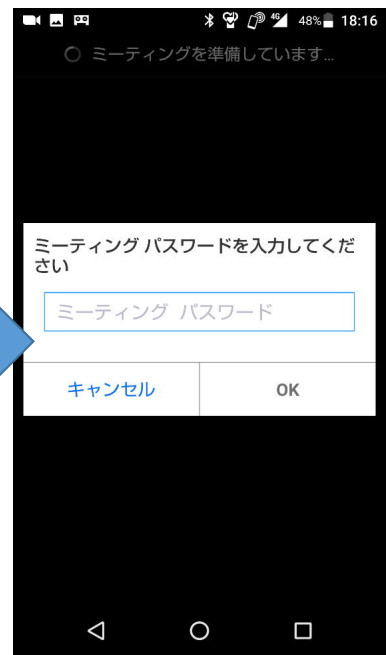 4G 48% 18:16
ミーティングを準備しています...
ミーティング パスワードを入力してくだ
さい
ミーティング パスワード
キャンセル OK